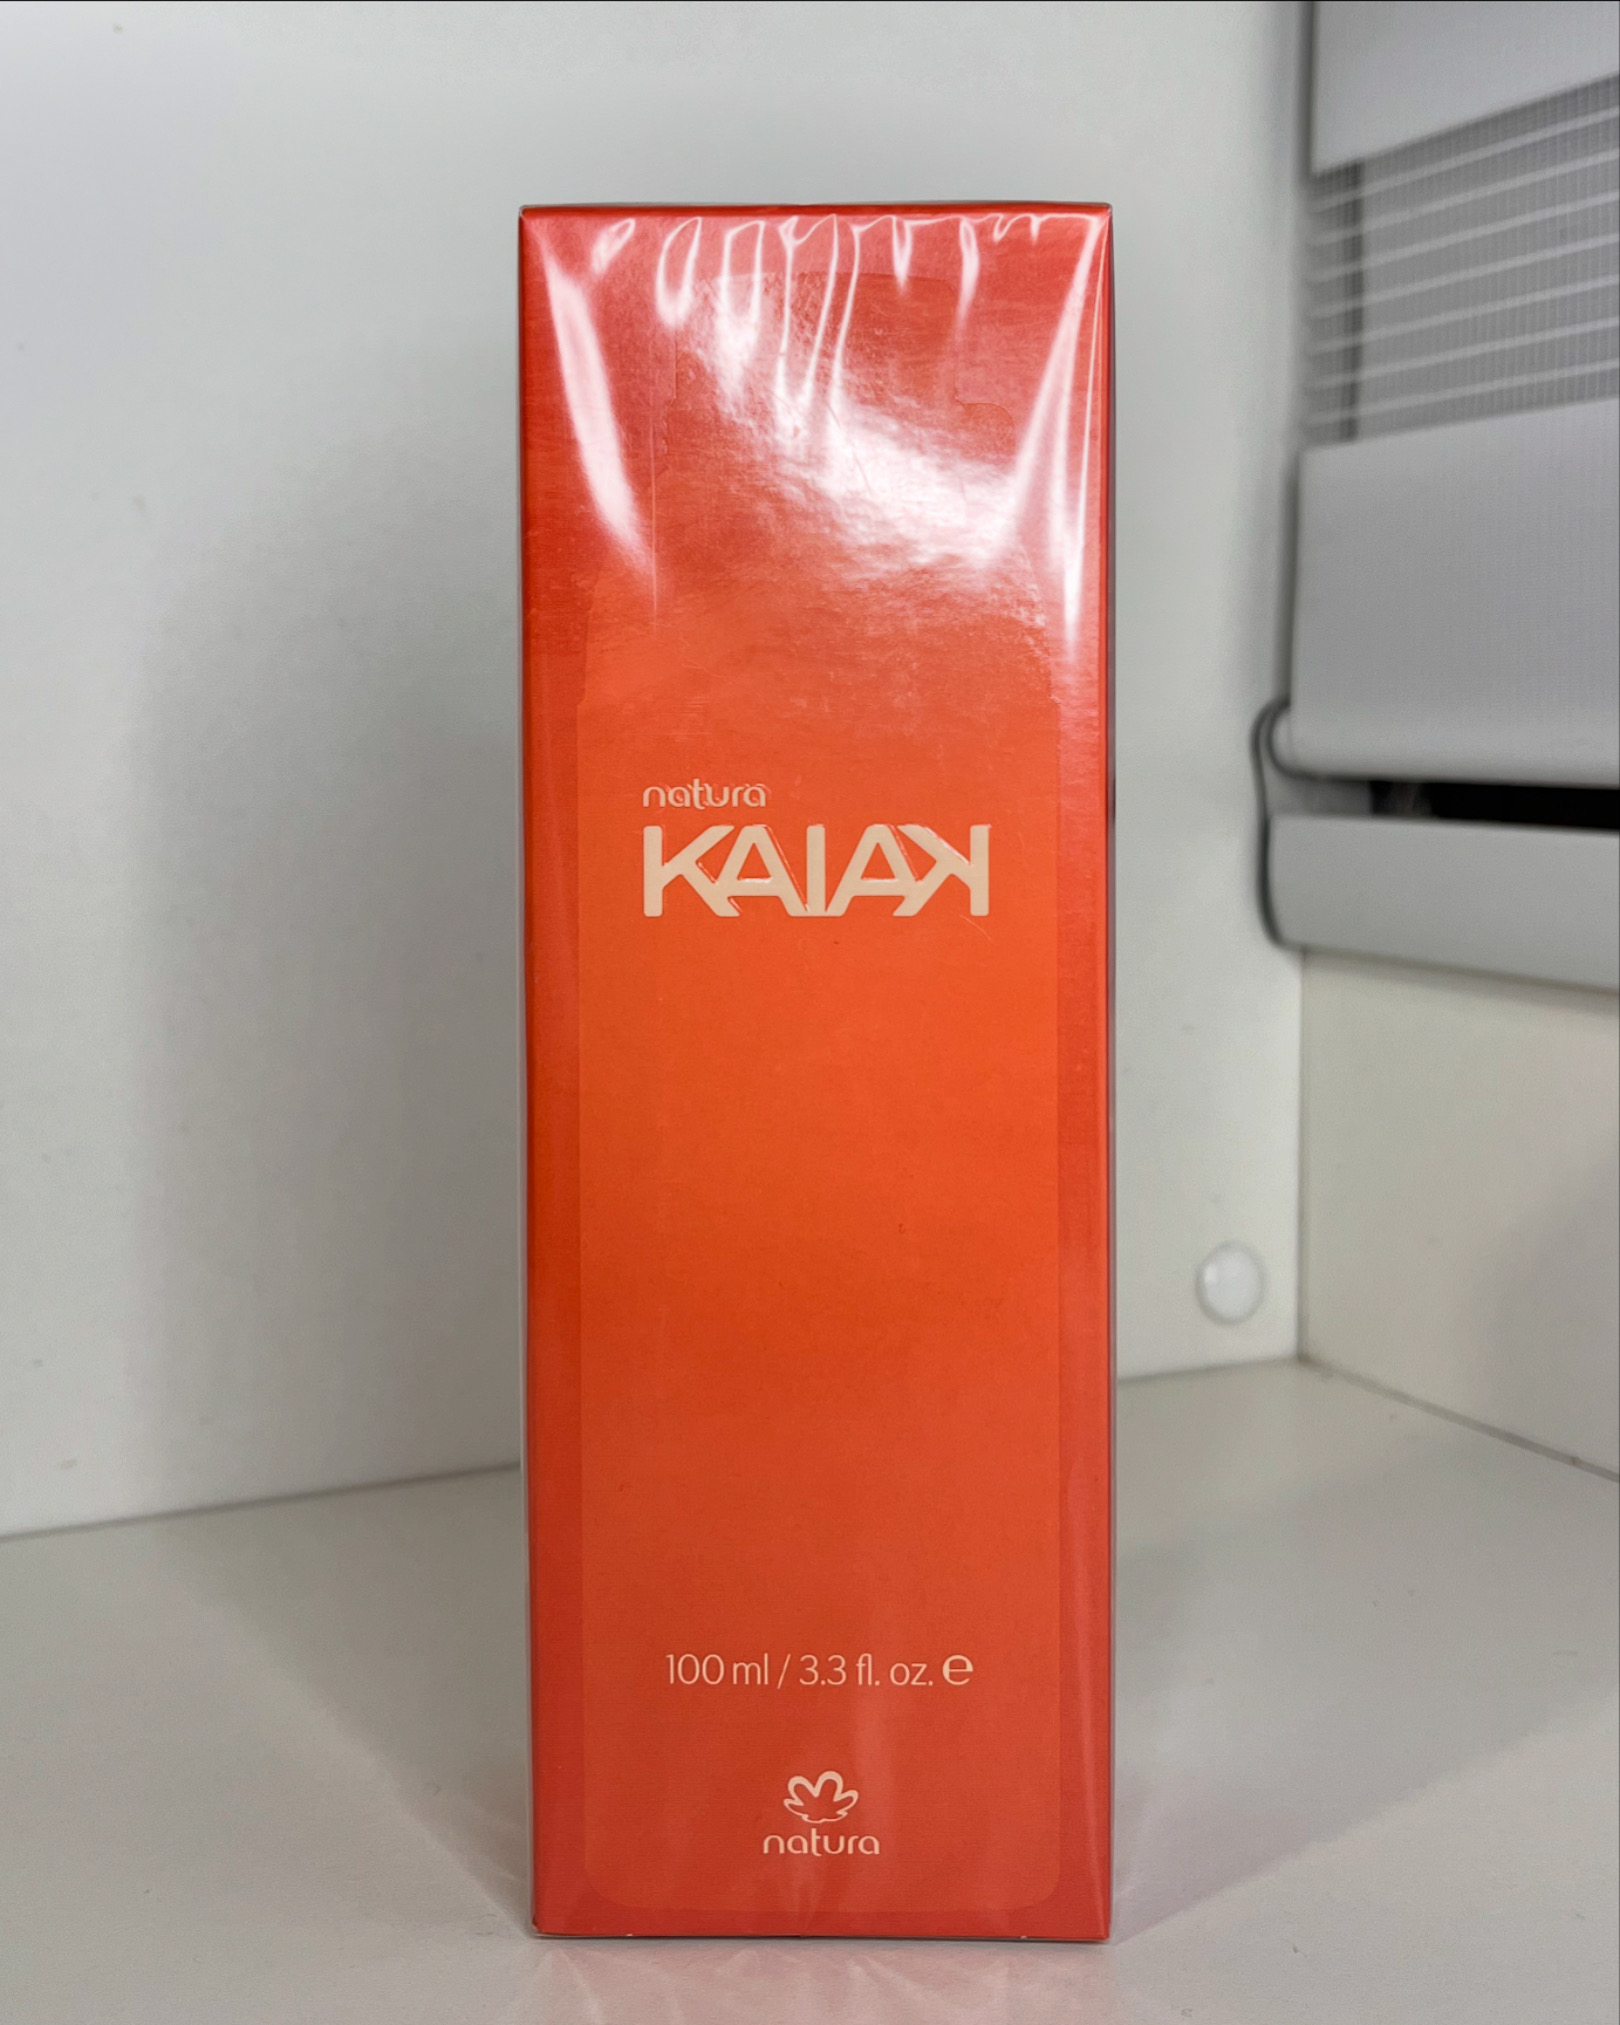 natura
KAIAK
100 ml / 3.3 fl. oz. ℮
natura